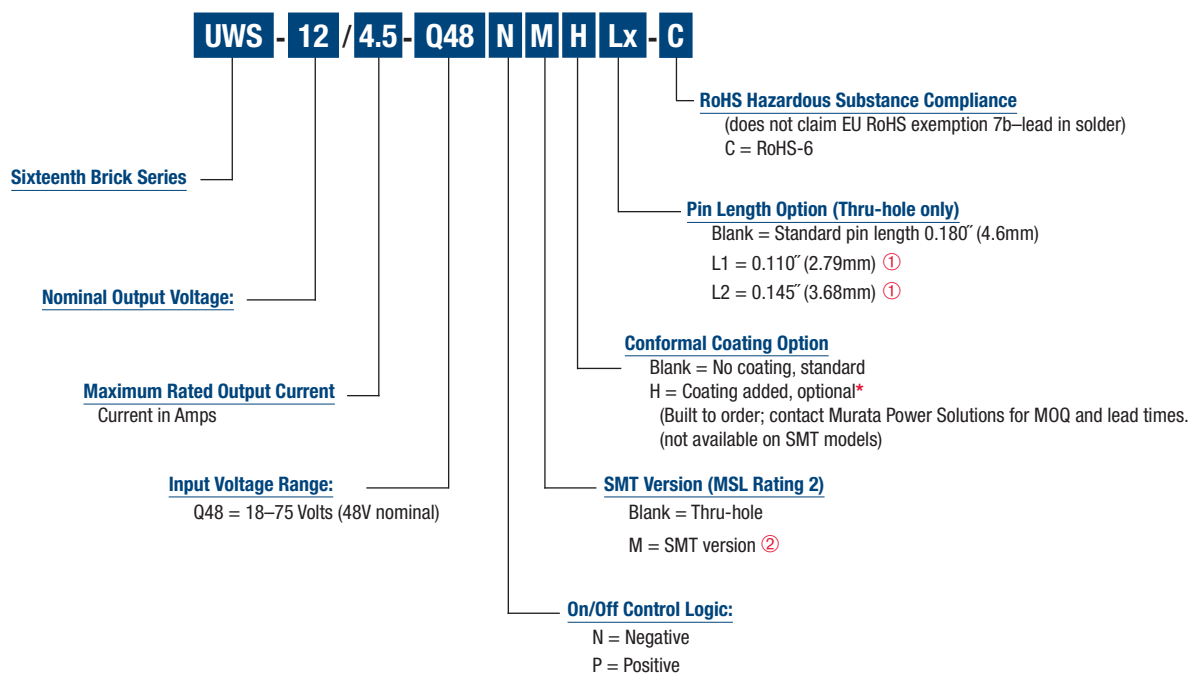 UWS - 12 / 4.5 - Q48 N M H Lx - C
RoHS Hazardous Substance Compliance
(does not claim EU RoHS exemption 7b–lead in solder)
C = RoHS-6
Sixteenth Brick Series
Pin Length Option (Thru-hole only)
Blank = Standard pin length 0.180˝ (4.6mm)
L1 = 0.110˝ (2.79mm) ①
L2 = 0.145˝ (3.68mm) ①
Nominal Output Voltage:
Conformal Coating Option
Blank = No coating, standard
H = Coating added, optional*
(Built to order; contact Murata Power Solutions for MOQ and lead times.
(not available on SMT models)
Maximum Rated Output Current
Current in Amps
Input Voltage Range:
Q48 = 18–75 Volts (48V nominal)
SMT Version (MSL Rating 2)
Blank = Thru-hole
M = SMT version ②
On/Off Control Logic:
N = Negative
P = Positive